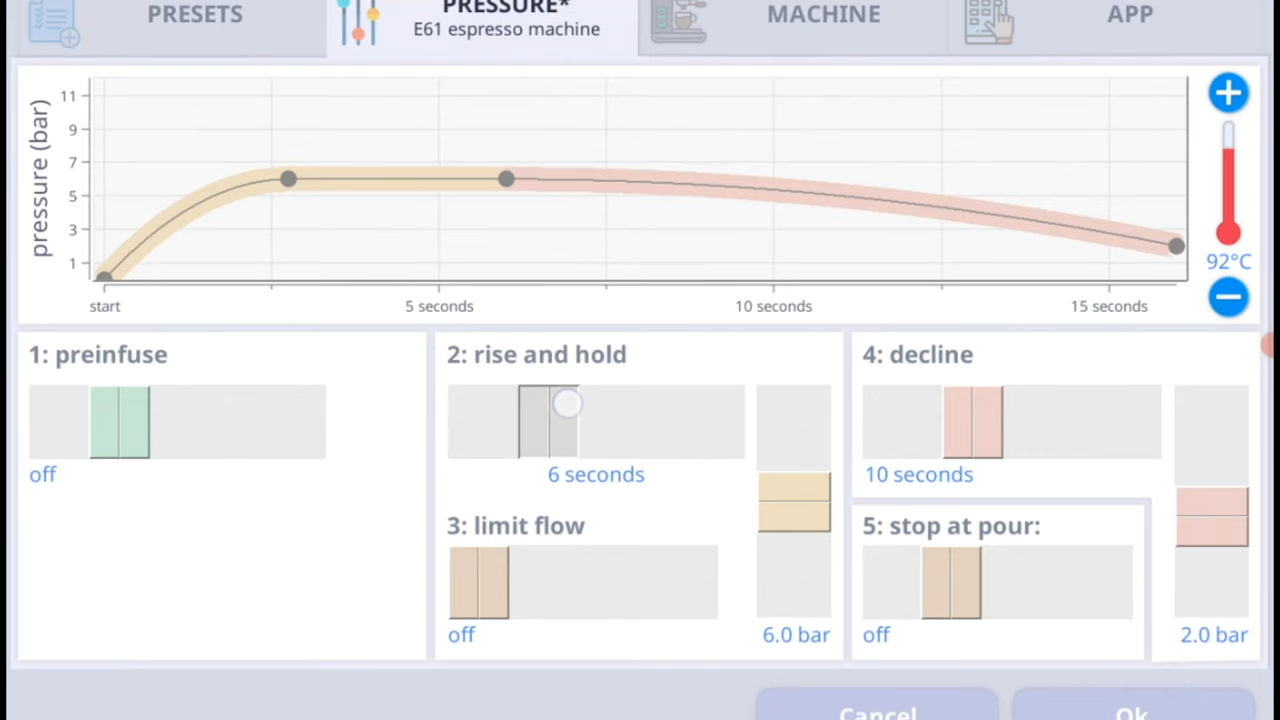 PRESETS
PRESSURE*
E61 espresso machine
MACHINE
APP
pressure (bar)
11
9
7
5
3
1
start
5 seconds
10 seconds
15 seconds
92°C
1: preinfuse
off
2: rise and hold
6 seconds
3: limit flow
off
6.0 bar
4: decline
10 seconds
5: stop at pour:
off
2.0 bar
Cancel
Ok